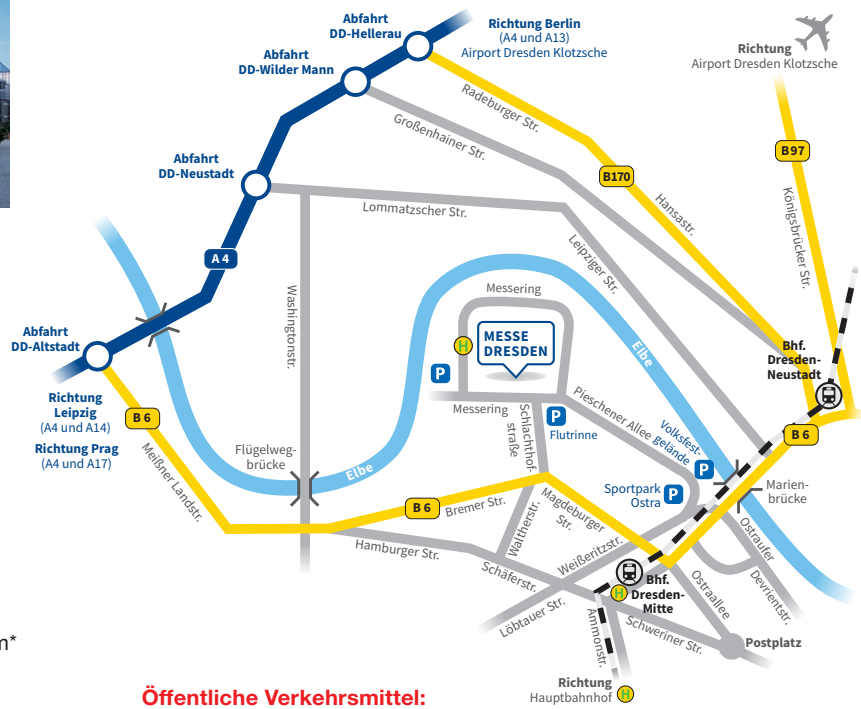 Abfahrt
DD-Hellerau
Richtung Berlin
(A4 und A13)
Airport Dresden Klotzsche
Abfahrt
DD-Wilder Mann
Richtung
Airport Dresden Klotzsche
Radeburger Str.
Großenhainer Str.
B97
Abfahrt
DD-Neustadt
B170
Hansastr.
Königsbrücker Str.
Lommatzscher Str.
Leipziger Str.
A 4
Washingtonstr.
Messering
H
MESSE
DRESDEN
Elbe
Abfahrt
DD-Altstadt
Bhf.
Dresden-
Neustadt
P
Richtung
Leipzig
(A4 und A14)
Richtung Prag
(A4 und A17)
B 6
Meißner Landstr.
Messering
Schlachthof-
straße
P
Flutrinne
Pieschener Allee
Volksfest-
gelände
P
B 6
Flügelweg-
brücke
Elbe
Sportpark
Ostra
P
Marien-
brücke
B 6
Bremer Str.
Magdeburger
Str.
Waltherstr.
Hamburger Str.
Schäferstr.
Weißeritzstr.
Ostraufer
Devrientstr.
H
Bhf.
Dresden-
Mitte
Ostraallee
Löbtauer Str.
Ammonstr.
Schweriner Str.
Postplatz
m*
Richtung
Hauptbahnhof
H
Öffentliche Verkehrsmittel: